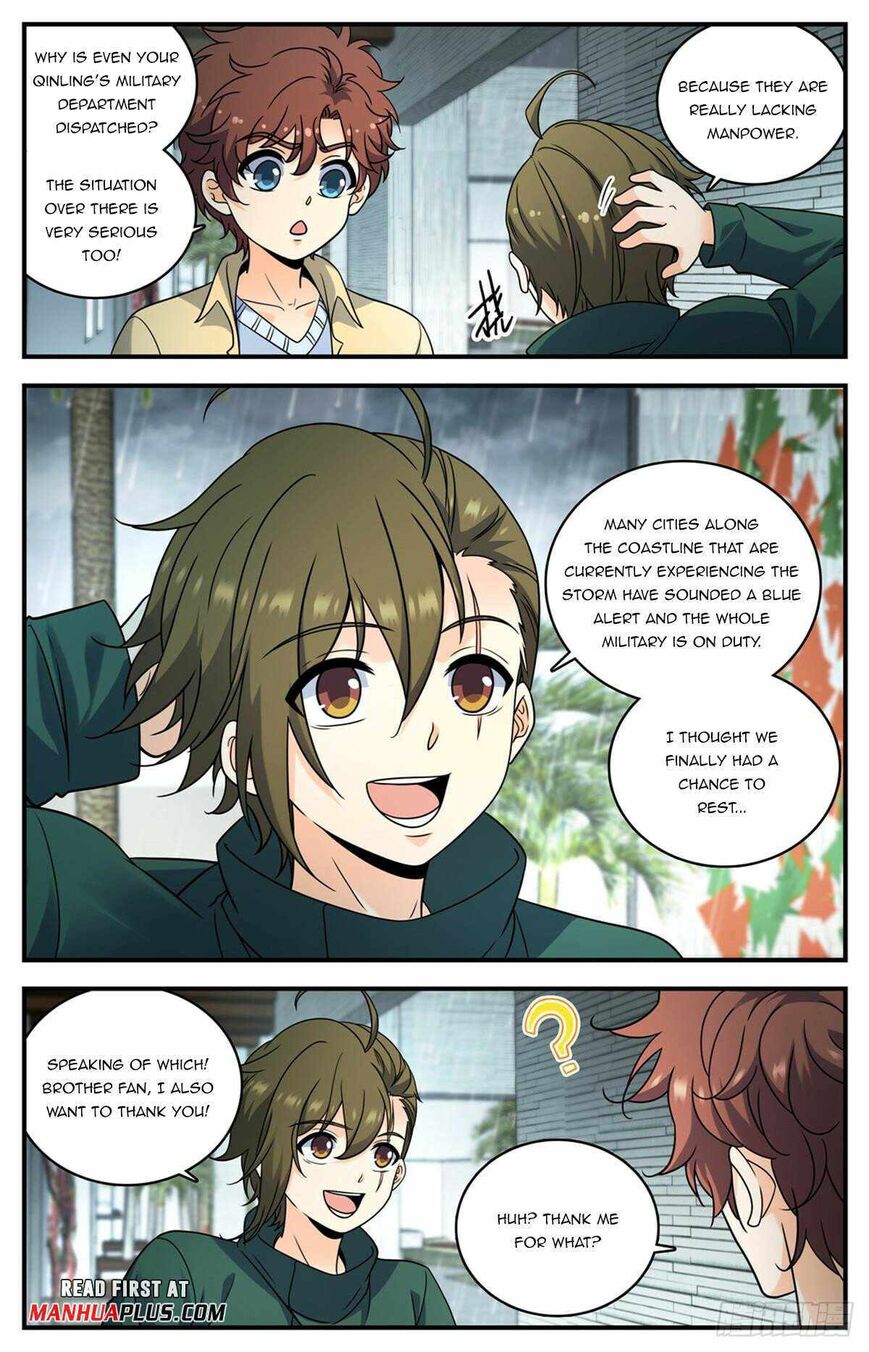 WHY IS EVEN YOUR
QINLING'S MILITARY
DEPARTMENT
DISPATCHED?
THE SITUATION
OVER THERE IS
VERY SERIOUS
TOO!
BECAUSE THEY ARE
REALLY LACKING
MANPOWER.
MANY CITIES ALONG
THE COASTLINE THAT ARE
CURRENTLY EXPERIENCING THE
STORM HAVE SOUNDED A BLUE
ALERT AND THE WHOLE
MILITARY IS ON DUTY.
I THOUGHT WE
FINALLY HAD A
CHANCE TO
REST...
SPEAKING OF WHICH!
BROTHER FAN, I ALSO
WANT TO THANK YOU!
?
HUH? THANK ME
FOR WHAT?
READ FIRST AT
MANHUAPLUS.COM